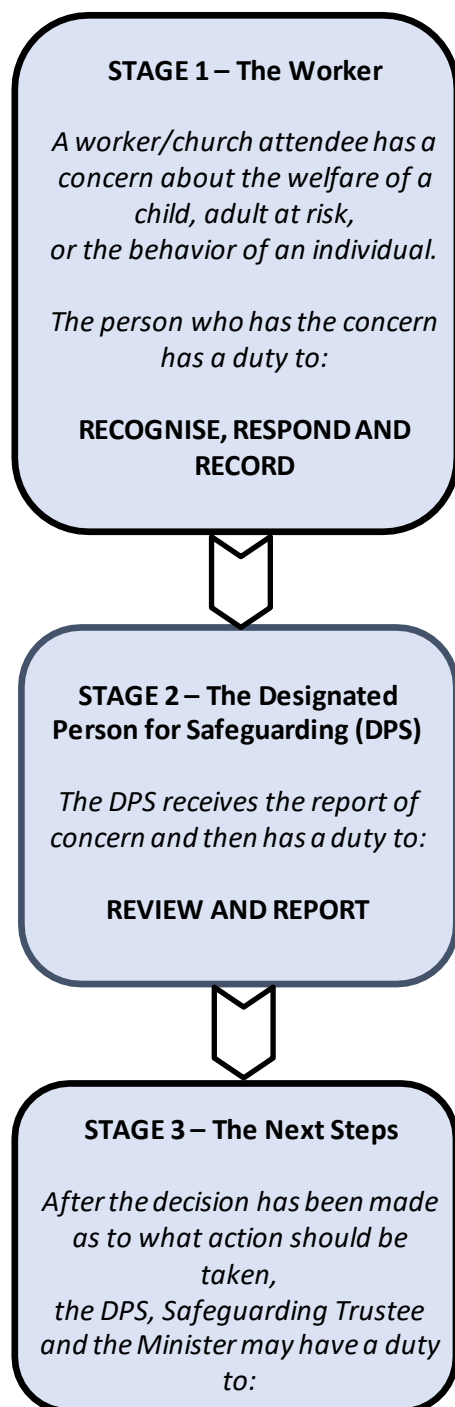 STAGE 1 – The Worker
A worker/church attendee has a
concern about the welfare of a
child, adult at risk,
or the behavior of an individual.
The person who has the concern
has a duty to:
RECOGNISE, RESPOND AND
RECORD
STAGE 2 – The Designated
Person for Safeguarding (DPS)
The DPS receives the report of
concern and then has a duty to:
REVIEW AND REPORT
STAGE 3 – The Next Steps
After the decision has been made
as to what action should be
taken,
the DPS, Safeguarding Trustee
and the Minister may have a duty
to: